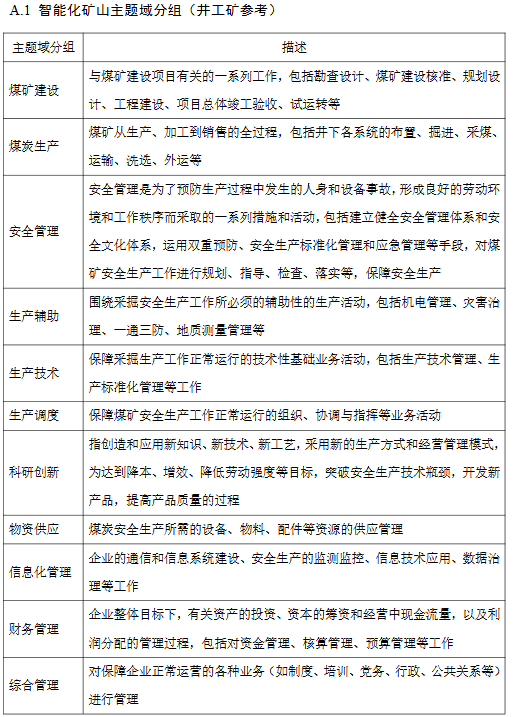 A.1 智能化矿山主题域分组（井工矿参考）
主题域分组
描述
煤矿建设
与煤矿建设项目有关的一系列工作，包括勘查设计、煤矿建设核准、规划设
计、工程建设、项目总体竣工验收、试运转等
煤炭生产
煤矿从生产、加工到销售的全过程，包括井下各系统的布置、掘进、采煤、
运输、洗选、外运等
安全管理
安全管理是为了预防生产过程中发生的人身和设备事故，形成良好的劳动环
境和工作秩序而采取的一系列措施和活动，包括建立健全安全管理体系和安
全文化体系，运用双重预防、安全生产标准化管理和应急管理等手段，对煤
矿安全生产工作进行规划、指导、检查、落实等，保障安全生产
生产辅助
围绕采掘安全生产工作所必须的辅助性的生产活动，包括机电管理、灾害治
理、一通三防、地质测量管理等
生产技术
保障采掘生产工作正常运行的技术性基础业务活动，包括生产技术管理、生
产标准化管理等工作
生产调度
保障煤矿安全生产工作正常运行的组织、协调与指挥等业务活动
科研创新
指创造和应用新知识、新技术、新工艺，采用新的生产方式和经营管理模式，
为达到降本、增效、降低劳动强度等目标，突破安全生产技术瓶颈，开发新
产品，提高产品质量的过程
物资供应
煤炭安全生产所需的设备、物料、配件等资源的供应管理
信息化管理
企业的通信和信息系统建设、安全生产的监测监控、信息技术应用、数据治
理等工作
财务管理
企业整体目标下，有关资产的投资、资本的筹资和经营中现金流量，以及利
润分配的管理过程，包括对资金管理、核算管理、预算管理等工作
综合管理
对保障企业正常运营的各种业务（如制度、培训、党务、行政、公共关系等）
进行管理